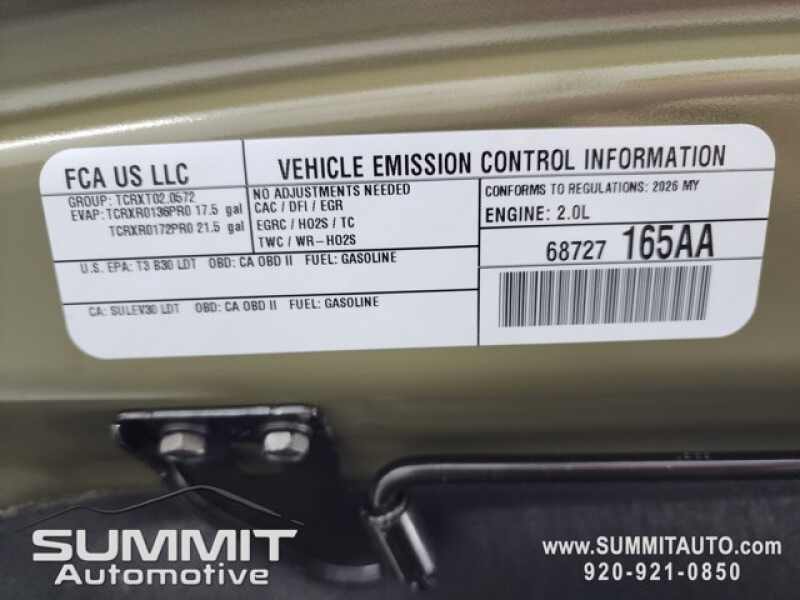 FCA US LLC
GROUP: TCRXT02.0572
EVAP: TCRXR0136PR0 17.5 gal
TCRXR0172PR0 21.5 gal
VEHICLE EMISSION CONTROL INFORMATION
NO ADJUSTMENTS NEEDED
CAC / DFI / EGR
EGRC / HO2S / TC
TWC / WR-HO2S
CONFORMS TO REGULATIONS: 2026 MY
ENGINE: 2.0L
68727 165AA
U.S. EPA: T3 B30 LDT OBD: CA OBD II FUEL: GASOLINE
CA: SULEV30 LDT OBD: CA OBD II FUEL: GASOLINE
SUMMIT
Automotive
www.SUMMITAUTO.com
920-921-0850